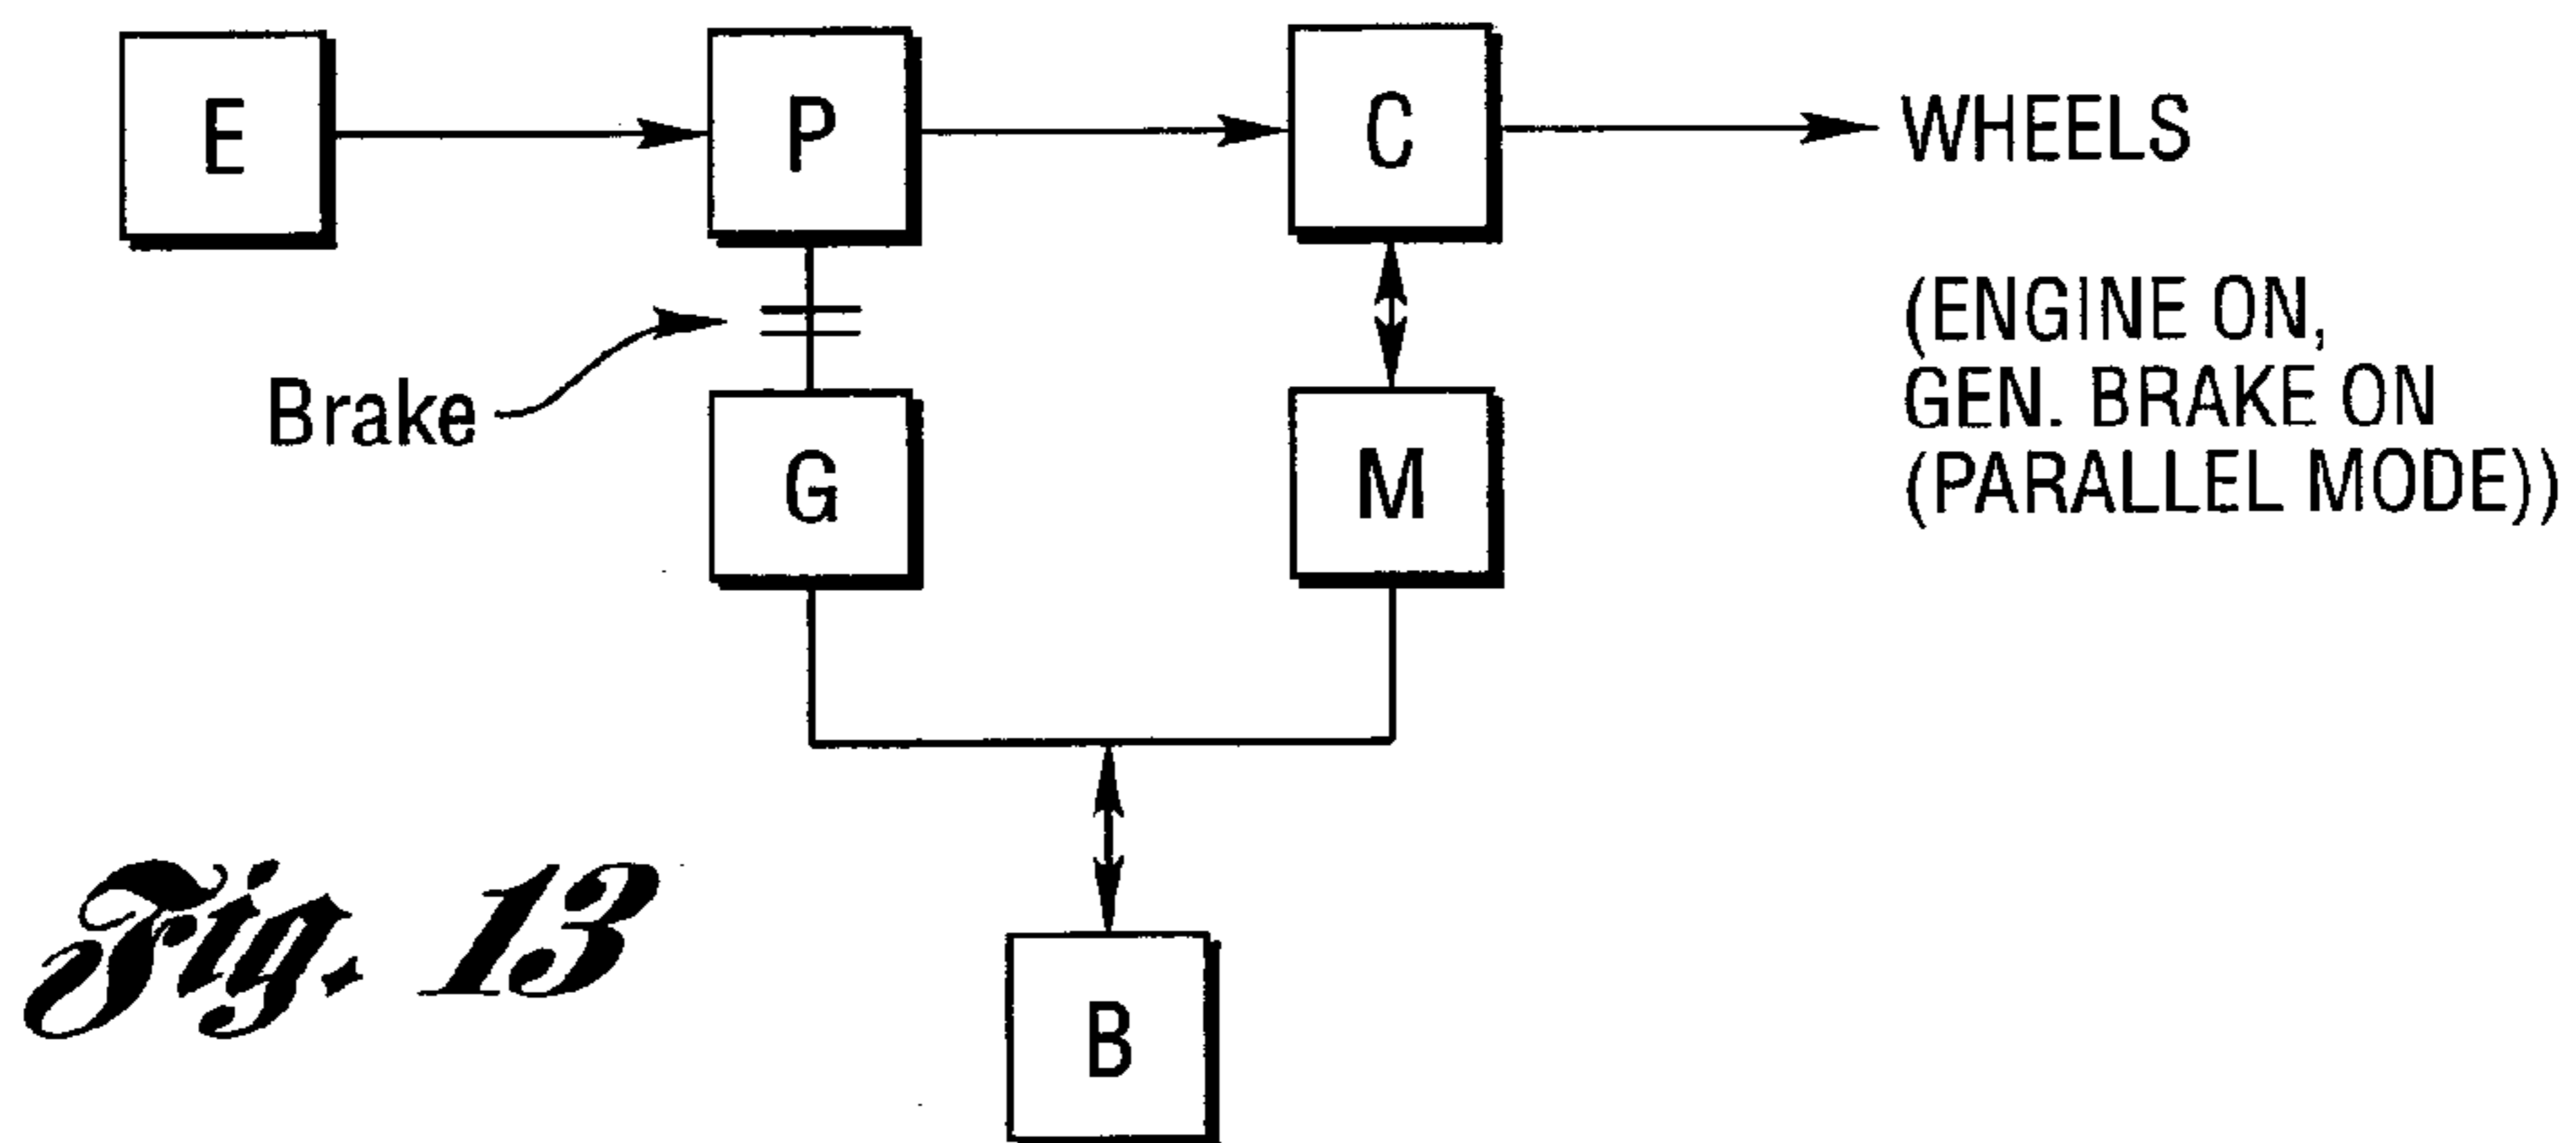 E
P
C
WHEELS
Brake
(ENGINE ON,
GEN. BRAKE ON
(PARALLEL MODE))
G
M
B
Fig. 13